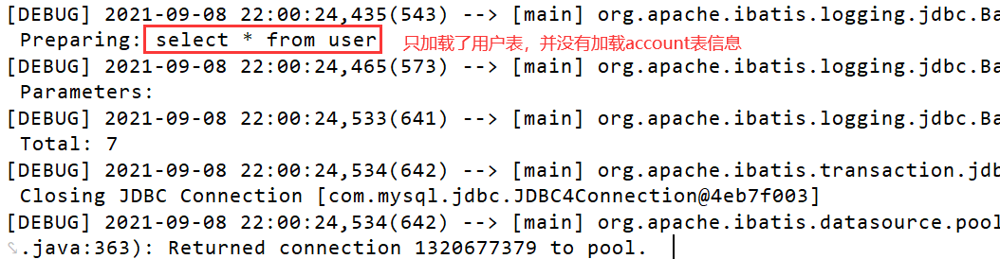 [DEBUG] 2021-09-08 22:00:24,435(543) --> [main] org.apache.ibatis.logging.jdbc.Ba
Preparing: select * from user 只加载了用户表，并没有加载account表信息
[DEBUG] 2021-09-08 22:00:24,465(573) --> [main] org.apache.ibatis.logging.jdbc.Ba
Parameters:
[DEBUG] 2021-09-08 22:00:24,533(641) --> [main] org.apache.ibatis.logging.jdbc.Ba
Total: 7
[DEBUG] 2021-09-08 22:00:24,534(642) --> [main] org.apache.ibatis.transaction.jdb
Closing JDBC Connection [com.mysql.jdbc.JDBC4Connection@4eb7f003]
[DEBUG] 2021-09-08 22:00:24,534(642) --> [main] org.apache.ibatis.datasource.pool
.java:363): Returned connection 1320677379 to pool.